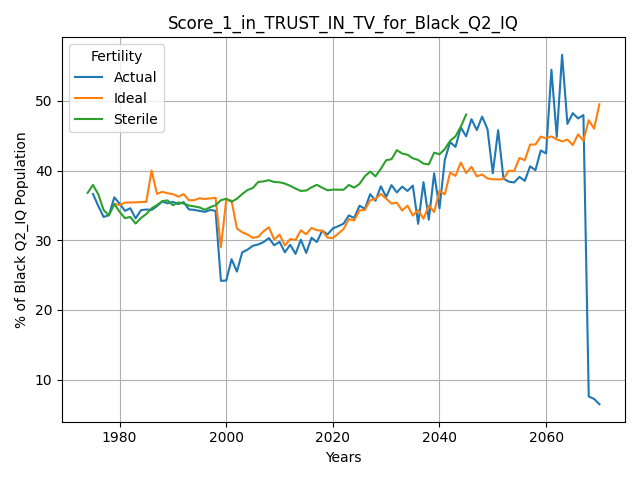 Score_1_in_TRUST_IN_TV_for_Black_Q2_IQ
Fertility
Actual
Ideal
Sterile
% of Black Q2_IQ Population
50
40
30
20
10
1980 2000 2020 2040 2060
Years